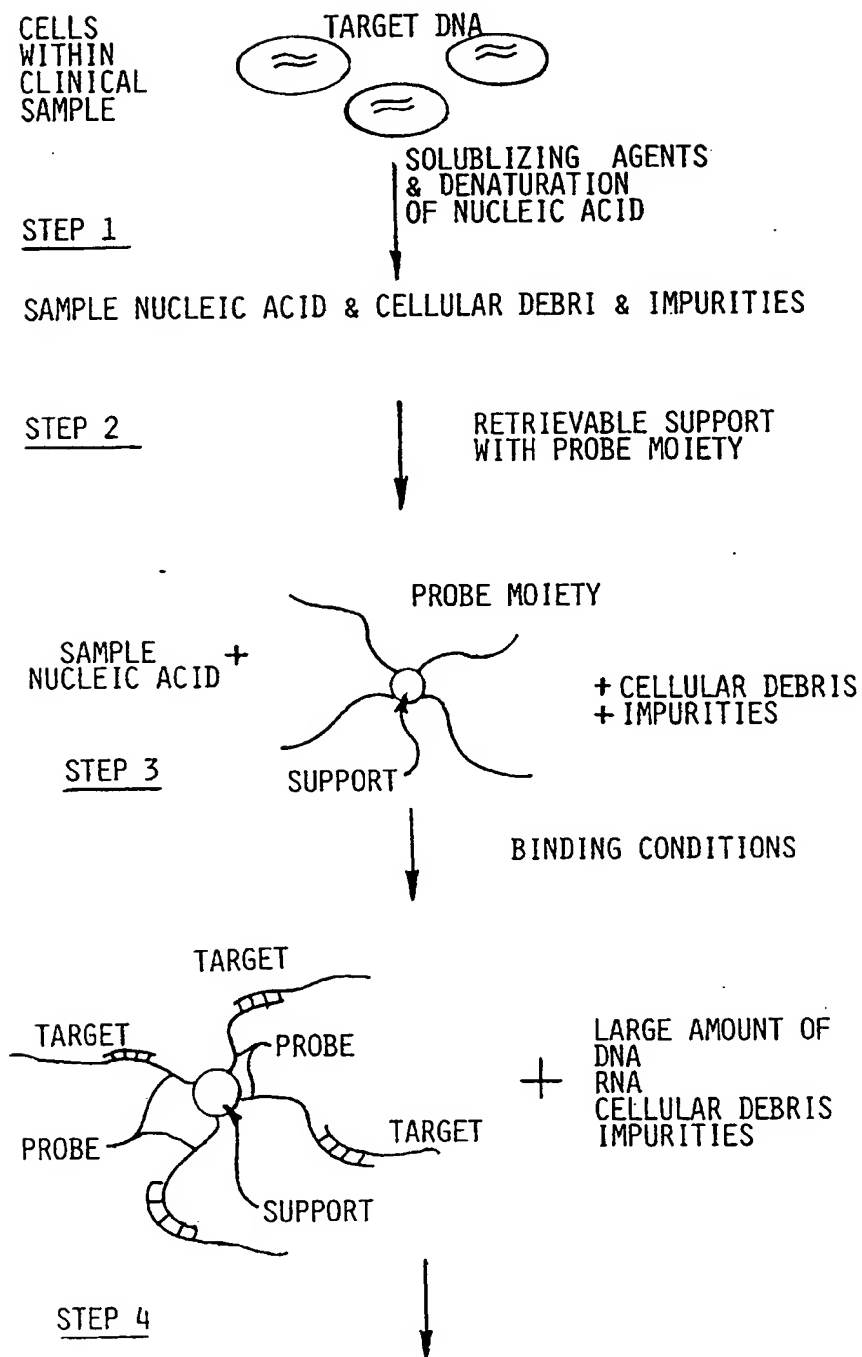 CELLS
WITHIN
CLINICAL
SAMPLE
TARGET DNA
SOLUBLIZING AGENTS
& DENATURATION
OF NUCLEIC ACID
STEP 1
SAMPLE NUCLEIC ACID & CELLULAR DEBRI & IMPURITIES
STEP 2
RETRIEVABLE SUPPORT
WITH PROBE MOIETY
PROBE MOIETY
SAMPLE +
NUCLEIC ACID
+ CELLULAR DEBRIS
+ IMPURITIES
STEP 3
SUPPORT
BINDING CONDITIONS
TARGET
TARGET
PROBE
+
LARGE AMOUNT OF
DNA
RNA
CELLULAR DEBRIS
IMPURITIES
TARGET
PROBE
SUPPORT
STEP 4